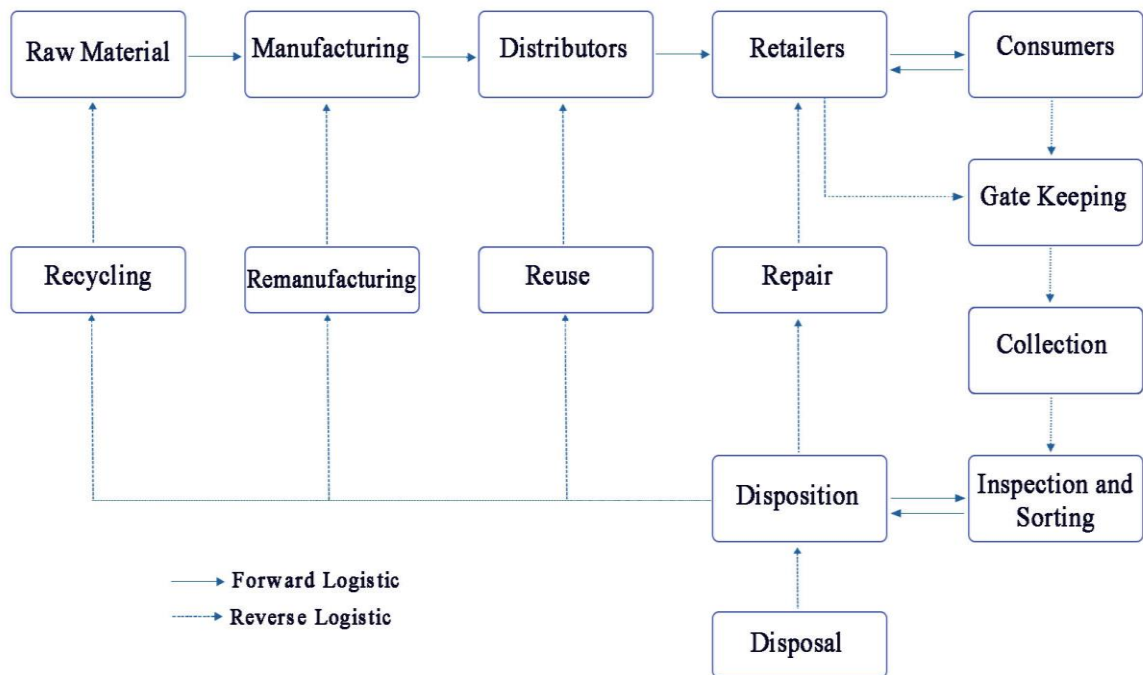 Raw Material
Manufacturing
Distributors
Retailers
Consumers
Gate Keeping
Recycling
Remanufacturing
Reuse
Repair
Collection
Disposition
Inspection and
Sorting
Forward Logistic
Reverse Logistic
Disposal